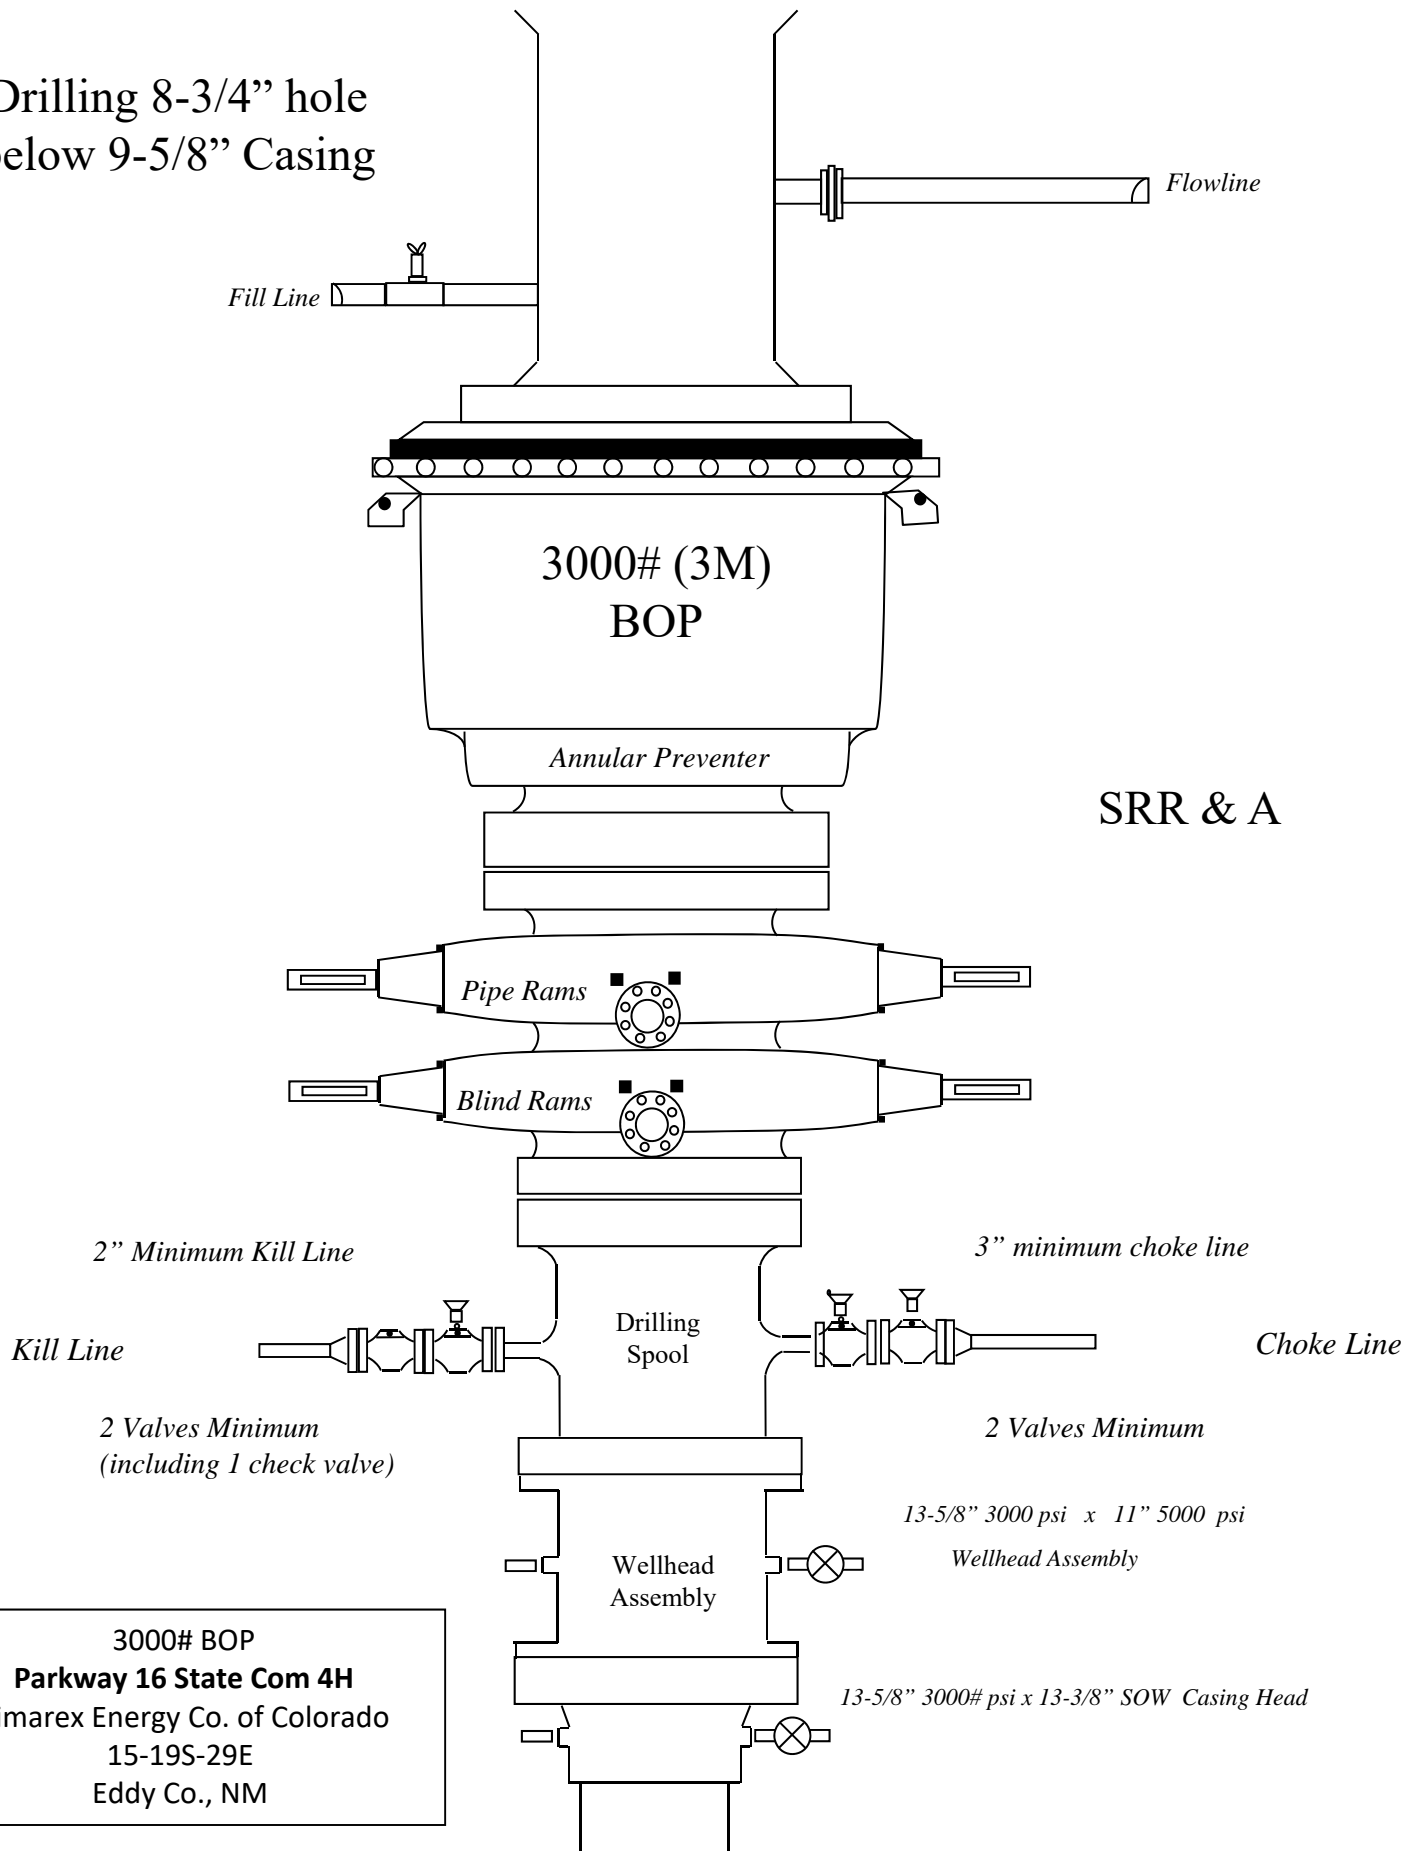 Drilling 8-3/4” hole
below 9-5/8” Casing
Flowline
Fill Line
3000# (3M)
BOP
Annular Preventer
SRR & A
Pipe Rams
Blind Rams
2” Minimum Kill Line
3” minimum choke line
Drilling
Spool
Kill Line
Choke Line
2 Valves Minimum
(including 1 check valve)
2 Valves Minimum
13-5/8” 3000 psi x 11” 5000 psi
Wellhead Assembly
Wellhead
Assembly
3000# BOP
Parkway 16 State Com 4H
imarex Energy Co. of Colorado
15-19S-29E
Eddy Co., NM
13-5/8” 3000# psi x 13-3/8” SOW Casing Head